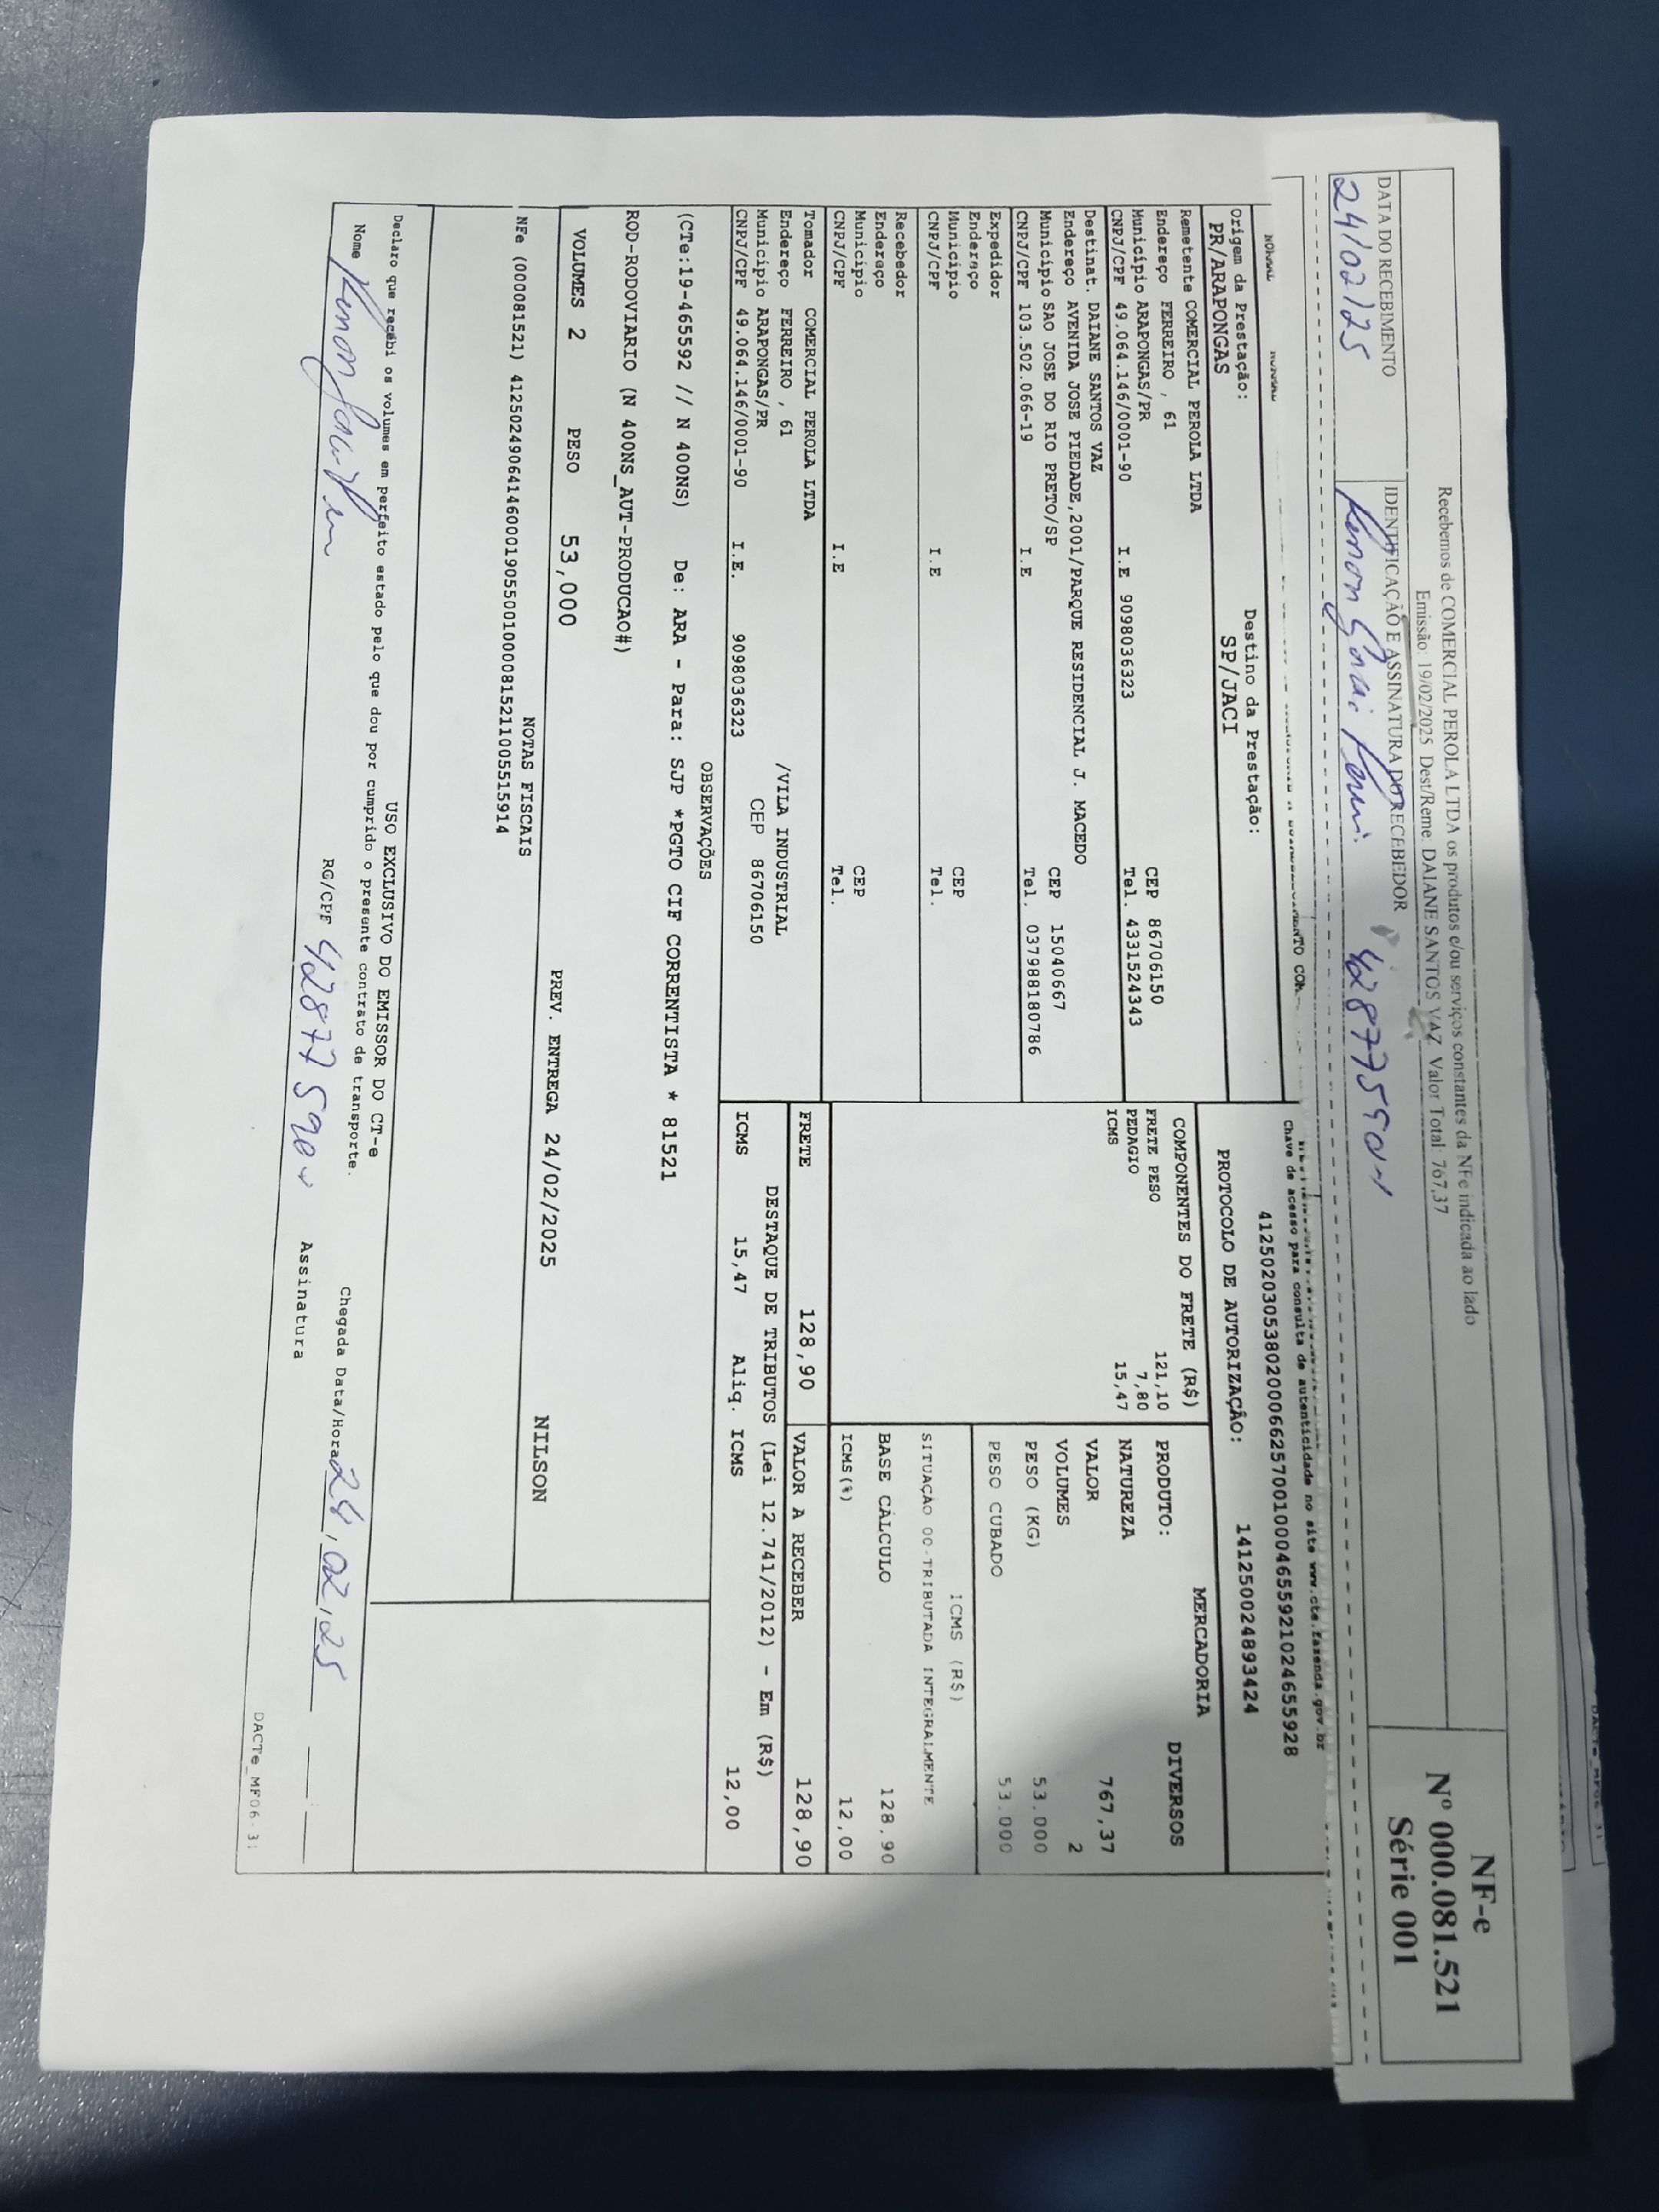 Recebemos de COMERCIAL PEROLA LTDA os produtos e/ou serviços constantes da NFe indicada ao lado
Emissão: 19/02/2025 Dest/Reme: DAIANE SANTOS VAZ Valor Total: 767,37
NF-e
Nº 000.081.521
Série 001
DATA DO RECEBIMENTO
24/02/25
IDENTIFICAÇÃO E ASSINATURA DO RECEBEDOR
Chave de acesso para consulta de autenticidade no site www.cte.fazenda.gov.br
41250203053802000662570010004655921024655928
Origem da Prestação:
PR/ARAPONGAS
Destino da Prestação:
SP/JACI
PROTOCOLO DE AUTORIZAÇÃO:
141250024893424
Remetente COMERCIAL PEROLA LTDA
Endereço FERREIRO , 61
CEP 86706150
Município ARAPONGAS/PR
Tel. 4331524343
CNPJ/CPF 49.064.146/0001-90 I.E 9098036323
Destinat. DAIANE SANTOS VAZ
Endereço AVENIDA JOSE PIEDADE,2001/PARQUE RESIDENCIAL J. MACEDO
Município SAO JOSE DO RIO PRETO/SP CEP 15040667
CNPJ/CPF 103.502.066-19 I.E Tel. 037988180786
Expedidor
Endereço
Município CEP
CNPJ/CPF I.E Tel.
Recebedor
Endereço
Município CEP
CNPJ/CPF I.E Tel.
Tomador COMERCIAL PEROLA LTDA
Endereço FERREIRO , 61 /VILA INDUSTRIAL
Município ARAPONGAS/PR CEP 86706150
CNPJ/CPF 49.064.146/0001-90 I.E. 9098036323
COMPONENTES DO FRETE (R$)
FRETE PESO 121,10
PEDAGIO 7,80
ICMS 15,47
MERCADORIA
PRODUTO: DIVERSOS
NATUREZA
VALOR 767,37
VOLUMES 2
PESO (KG) 53.000
PESO CUBADO 53.000
ICMS (R$)
SITUAÇÃO 00-TRIBUTADA INTEGRALMENTE
BASE CÁLCULO 128,90
ICMS(%) 12,00
FRETE 128,90 VALOR A RECEBER 128,90
DESTAQUE DE TRIBUTOS (Lei 12.741/2012) - Em (R$)
ICMS 15,47 Aliq. ICMS 12,00
OBSERVAÇÕES
(CTe:19-465592 // N 400NS) De: ARA - Para: SJP *PGTO CIF CORRENTISTA * 81521
ROD-RODOVIARIO (N 400NS_AUT-PRODUCAO#)
VOLUMES 2 PESO 53,000 PREV. ENTREGA 24/02/2025 NILSON
NOTAS FISCAIS
NFe (000081521) 41250249064146000190550010000815211005515914
USO EXCLUSIVO DO EMISSOR DO CT-e
Declaro que recebi os volumes em perfeito estado pelo que dou por cumprido o presente contrato de transporte.
Nome RG/CPF Chegada Data/Hora 24,02,25
Assinatura